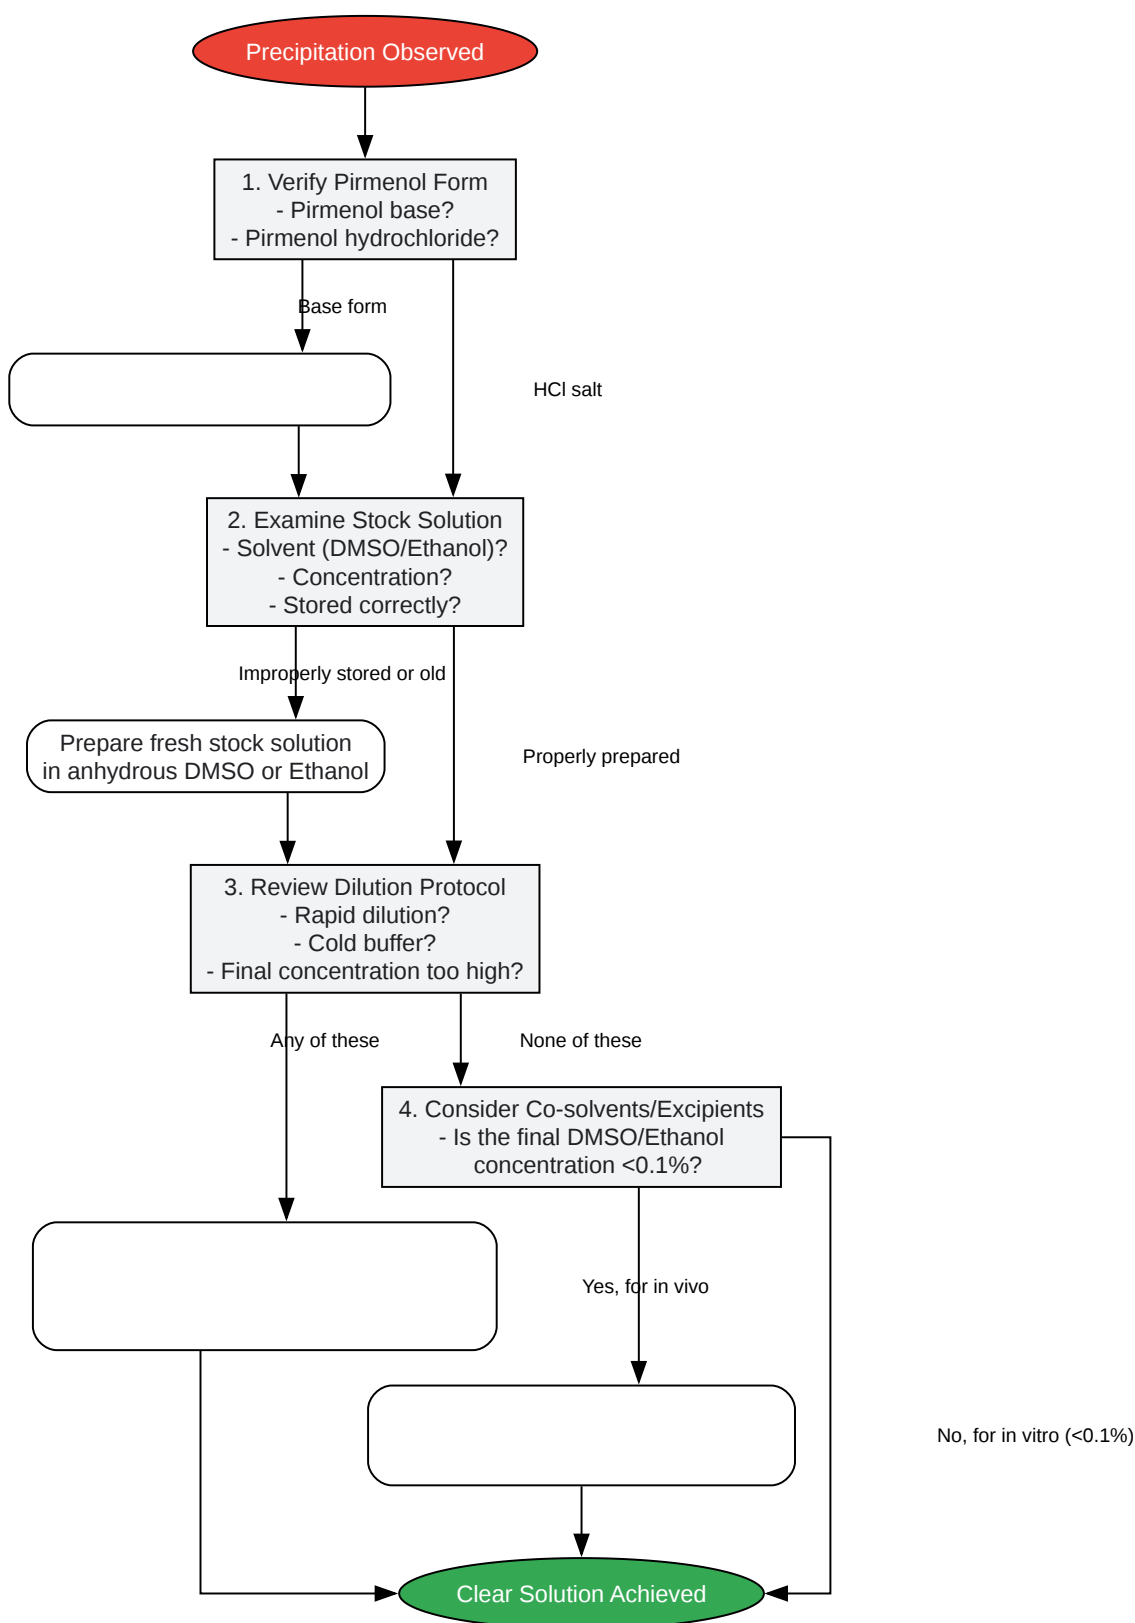 Precipitation Observed
1. Verify Pirmenol Form
- Pirmenol base?
- Pirmenol hydrochloride?
Base form
HCl salt
2. Examine Stock Solution
- Solvent (DMSO/Ethanol)?
- Concentration?
- Stored correctly?
Improperly stored or old
Prepare fresh stock solution
in anhydrous DMSO or Ethanol
Properly prepared
3. Review Dilution Protocol
- Rapid dilution?
- Cold buffer?
- Final concentration too high?
Any of these
None of these
4. Consider Co-solvents/Excipients
- Is the final DMSO/Ethanol
concentration <0.1%?
Yes, for in vivo
No, for in vitro (<0.1%)
Clear Solution Achieved